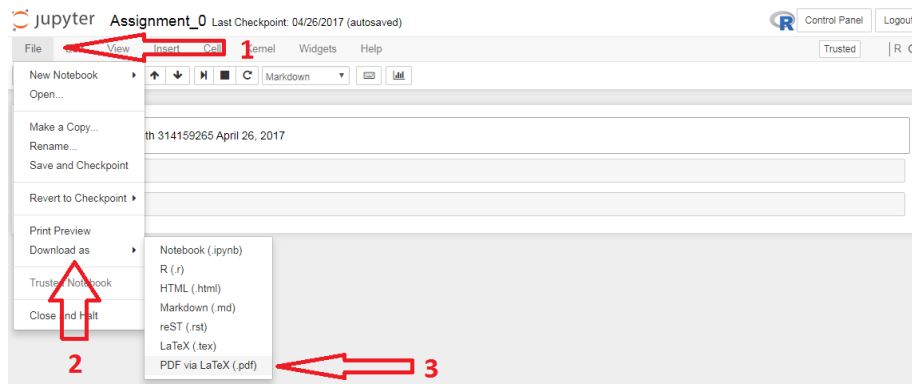 jupyter Assignment_0 Last Checkpoint: 04/26/2017 (autosaved) R Control Panel Logout
File View Insert Cell Kernel Widgets Help Trusted R
1
New Notebook
Markdown
Open...
Make a Copy...
th 314159265 April 26, 2017
Rename...
Save and Checkpoint
Revert to Checkpoint
Print Preview
Download as
Notebook (.ipynb)
R (.r)
Trusted Notebook
HTML (.html)
Markdown (.md)
Close and Halt
reST (.rst)
LaTeX (.tex)
2
PDF via LaTeX (.pdf)
3